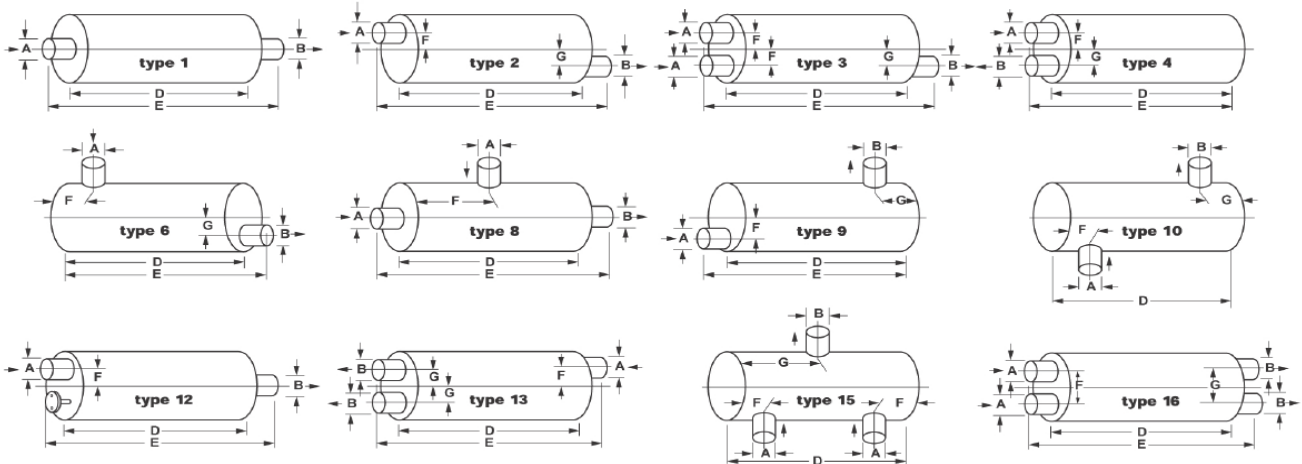 A B type 1 D E
A F G B type 2 D E
A F F A G B type 3 D E
A F B G type 4 D E
A F G B type 6 D E
A A F B type 8 D E
B G A F type 9 D E
B G F A type 10 D
A F B type 12 D E
B G G B F A type 13 D E
B G F F A A type 15 D
A F A G B B type 16 D E